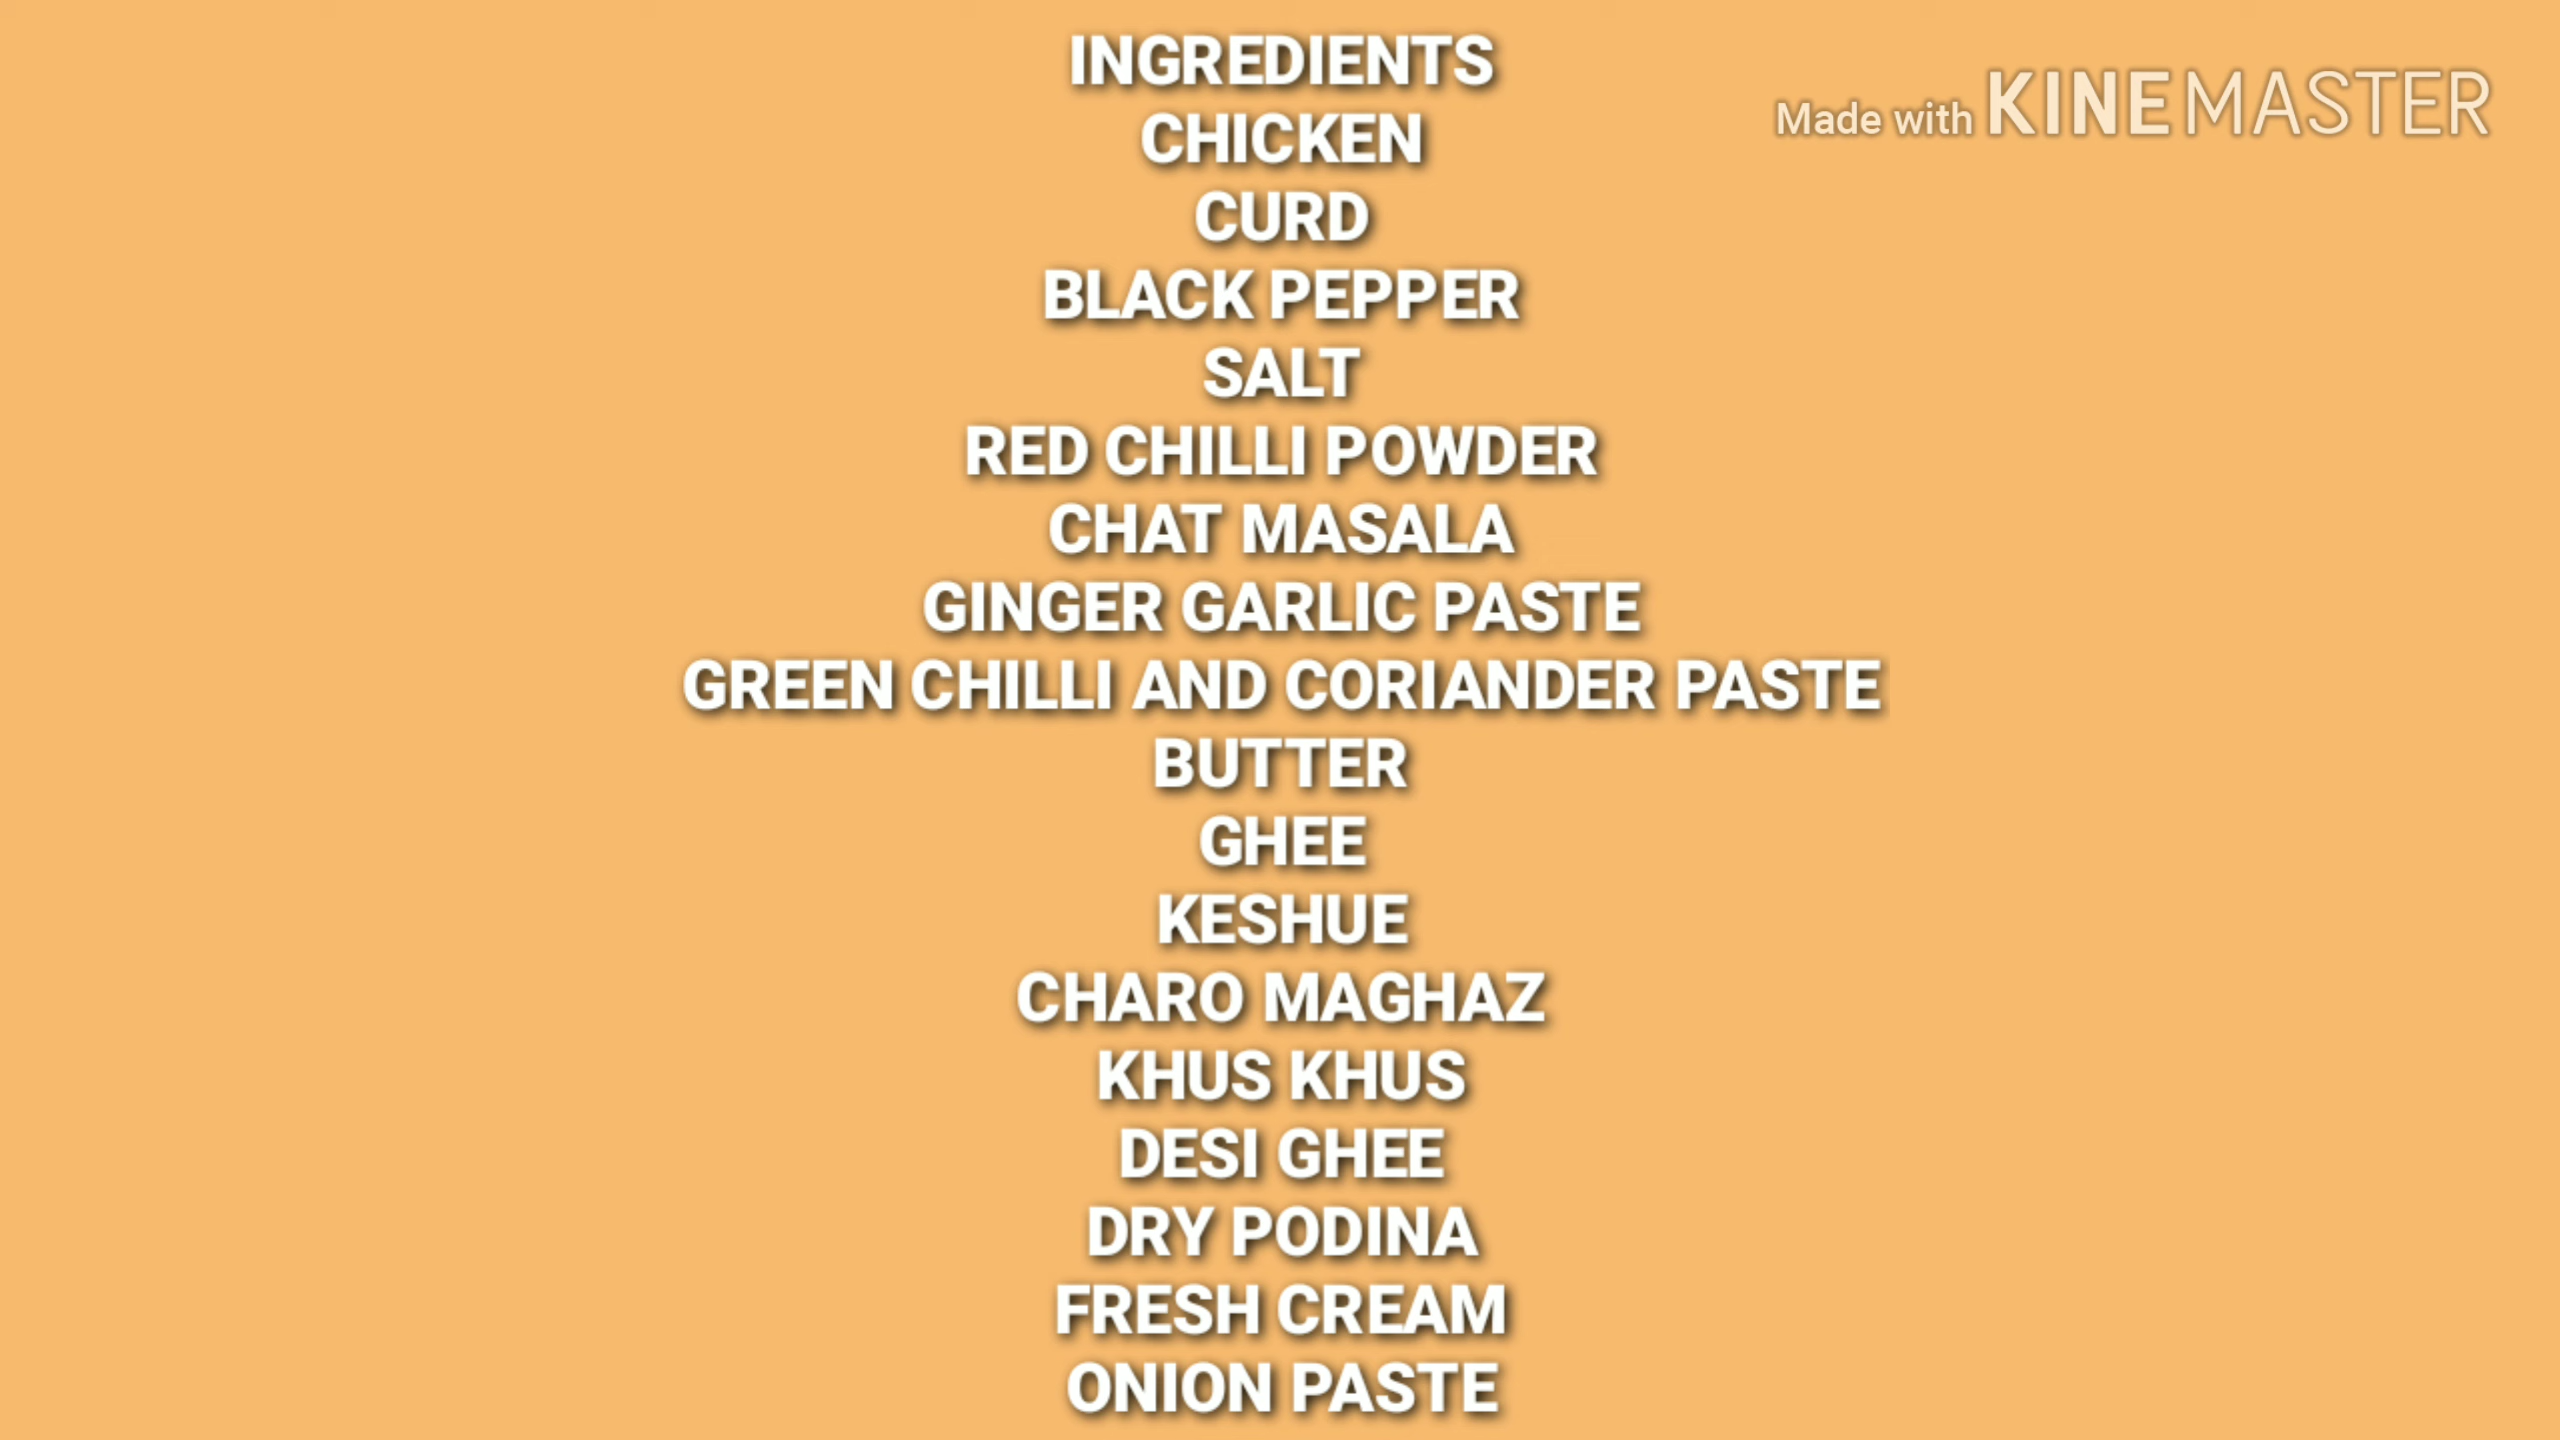 INGREDIENTS
Made with KINEMASTER
CHICKEN
CURD
BLACK PEPPER
SALT
RED CHILLI POWDER
CHAT MASALA
GINGER GARLIC PASTE
GREEN CHILLI AND CORIANDER PASTE
BUTTER
GHEE
KESHUE
CHARO MAGHAZ
KHUS KHUS
DESI GHEE
DRY PODINA
FRESH CREAM
ONION PASTE